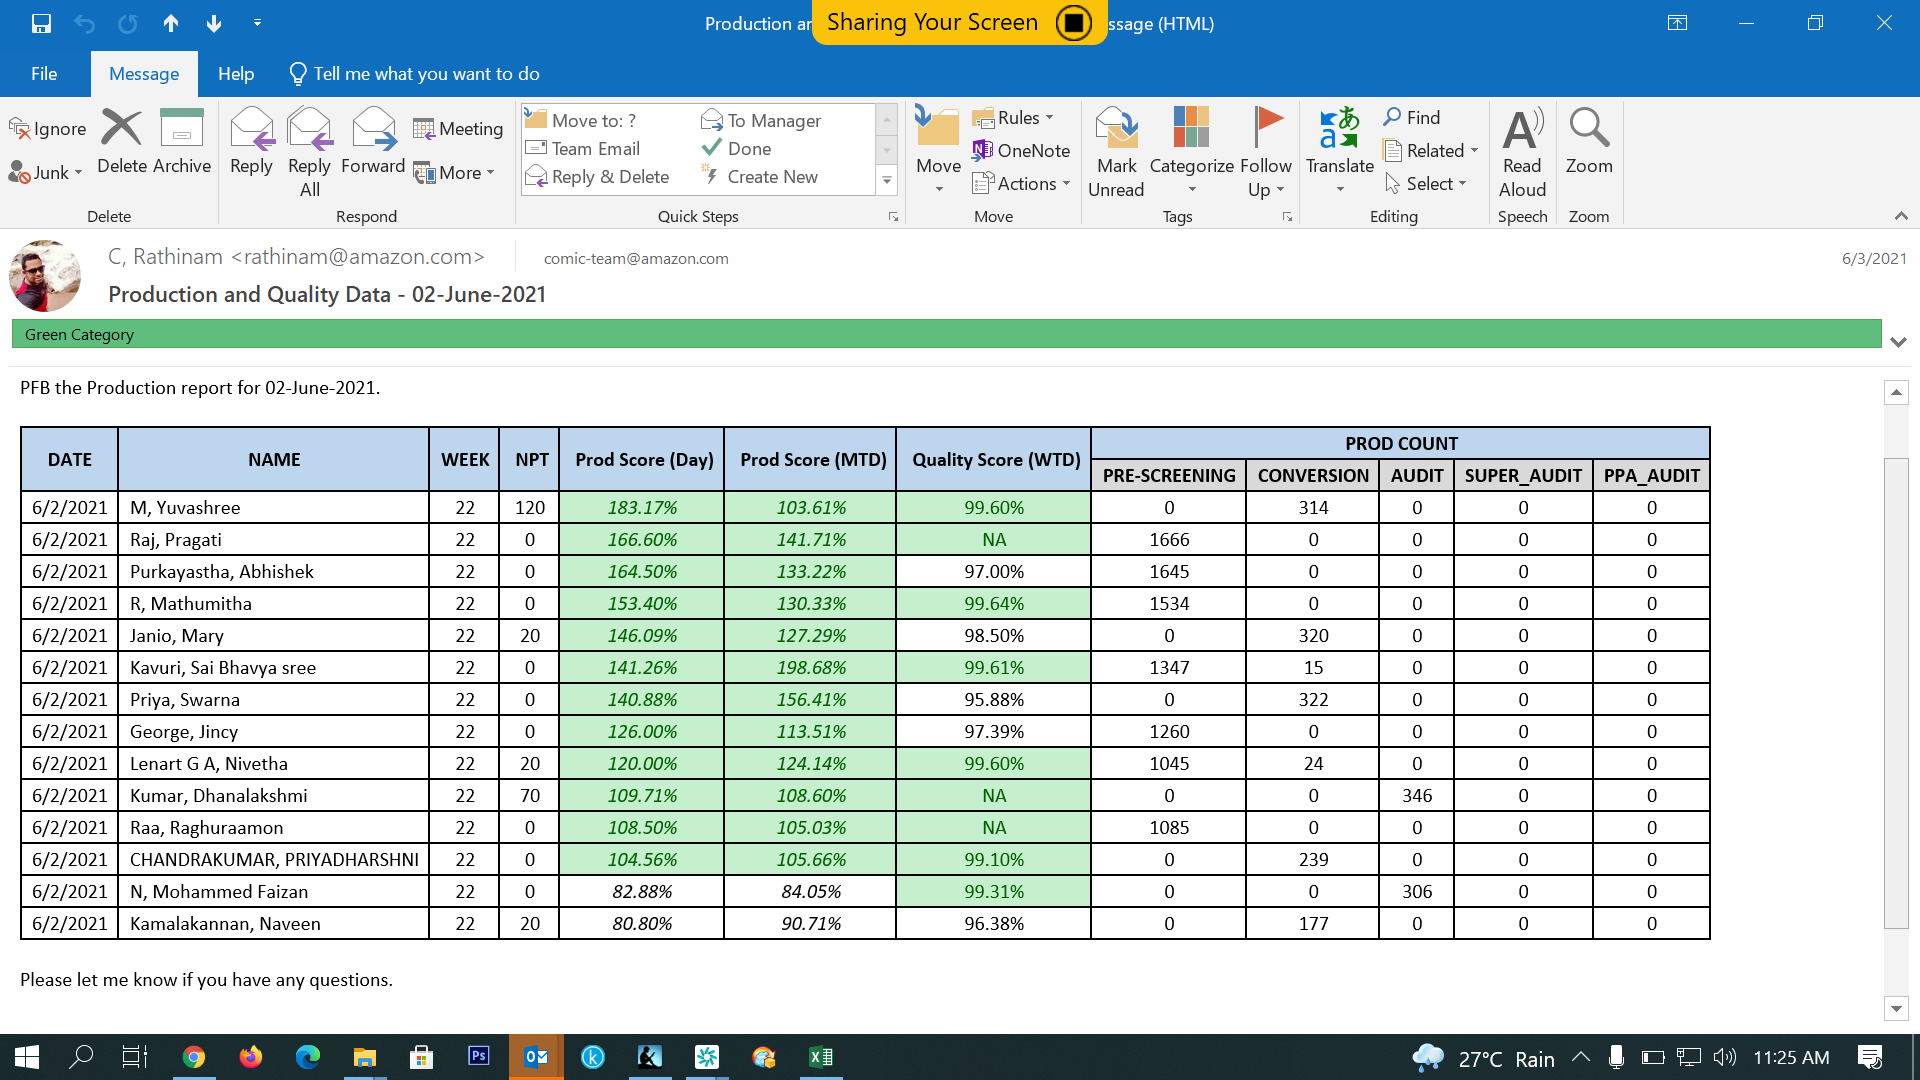 Production ar
Sharing Your Screen
ssage (HTML)
File
Message
Help
Tell me what you want to do
Ignore
Junk
Delete
Archive
Delete
Reply
Reply All
Forward
Meeting
More
Respond
Move to: ?
Team Email
Reply & Delete
To Manager
Done
Create New
Quick Steps
Move
Rules
OneNote
Actions
Move
Mark Unread
Categorize
Follow Up
Tags
Translate
Find
Related
Select
Editing
Read Aloud
Speech
Zoom
Zoom
C, Rathinam <rathinam@amazon.com>
comic-team@amazon.com
6/3/2021
Production and Quality Data - 02-June-2021
Green Category
PFB the Production report for 02-June-2021.
DATE NAME WEEK NPT Prod Score (Day) Prod Score (MTD) Quality Score (WTD) PROD COUNT
PRE-SCREENING CONVERSION AUDIT SUPER_AUDIT PPA_AUDIT
6/2/2021 M, Yuvashree 22 120 183.17% 103.61% 99.60% 0 314 0 0 0
6/2/2021 Raj, Pragati 22 0 166.60% 141.71% NA 1666 0 0 0 0
6/2/2021 Purkayastha, Abhishek 22 0 164.50% 133.22% 97.00% 1645 0 0 0 0
6/2/2021 R, Mathumitha 22 0 153.40% 130.33% 99.64% 1534 0 0 0 0
6/2/2021 Janio, Mary 22 20 146.09% 127.29% 98.50% 0 320 0 0 0
6/2/2021 Kavuri, Sai Bhavya sree 22 0 141.26% 198.68% 99.61% 1347 15 0 0 0
6/2/2021 Priya, Swarna 22 0 140.88% 156.41% 95.88% 0 322 0 0 0
6/2/2021 George, Jincy 22 0 126.00% 113.51% 97.39% 1260 0 0 0 0
6/2/2021 Lenart G A, Nivetha 22 20 120.00% 124.14% 99.60% 1045 24 0 0 0
6/2/2021 Kumar, Dhanalakshmi 22 70 109.71% 108.60% NA 0 0 346 0 0
6/2/2021 Raa, Raghuraamon 22 0 108.50% 105.03% NA 1085 0 0 0 0
6/2/2021 CHANDRAKUMAR, PRIYADHARSHNI 22 0 104.56% 105.66% 99.10% 0 239 0 0 0
6/2/2021 N, Mohammed Faizan 22 0 82.88% 84.05% 99.31% 0 0 306 0 0
6/2/2021 Kamalakannan, Naveen 22 20 80.80% 90.71% 96.38% 0 177 0 0 0
Please let me know if you have any questions.
27°C Rain
11:25 AM